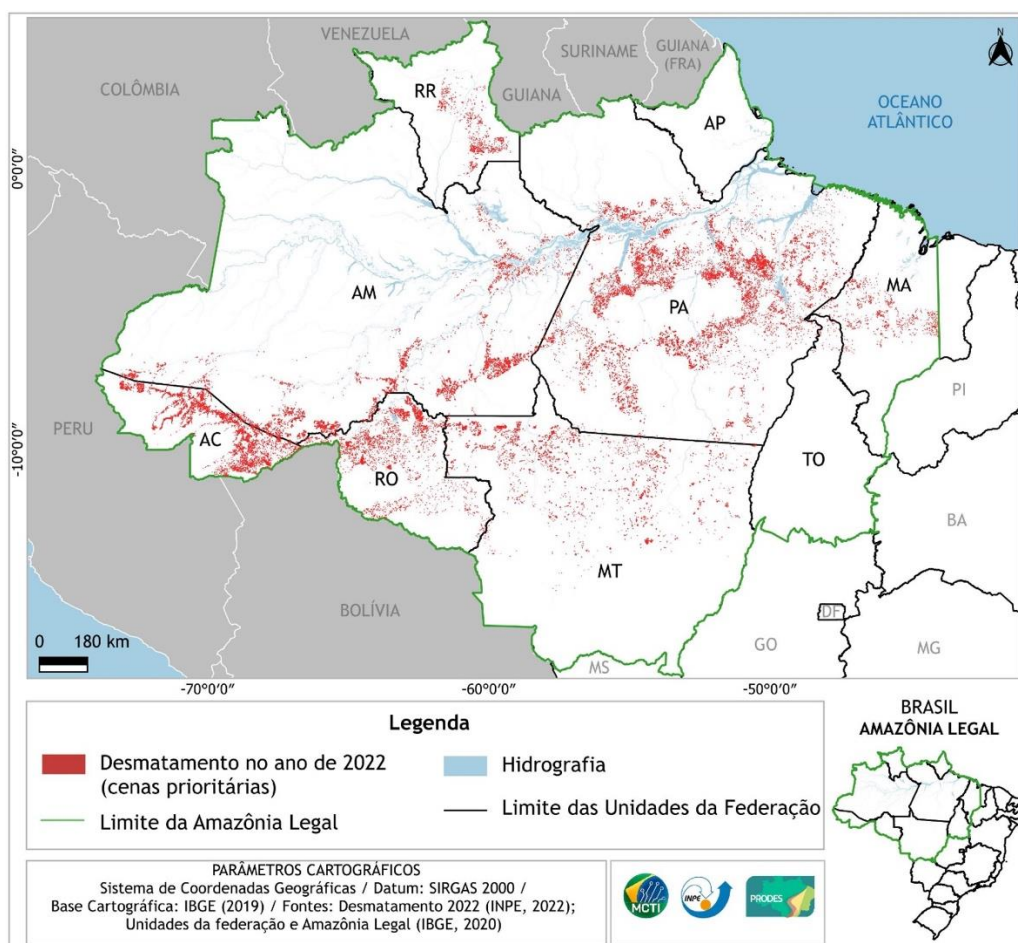 VENEZUELA
SURINAME
GUIANA
(FRA)
N
COLÔMBIA
RR
GUIANA
AP
OCEANO
ATLÂNTICO
0°0'0"
AM
PA
MA
PERU
-10°0'0"
AC
RO
TO
PI
BA
MT
BOLÍVIA
DF
GO
MG
MS
0 180 km
-70°0'0" -60°0'0" -50°0'0"
Legenda
Desmatamento no ano de 2022
(cenas prioritárias)
Hidrografia
Limite da Amazônia Legal
Limite das Unidades da Federação
BRASIL
AMAZÔNIA LEGAL
PARÂMETROS CARTOGRÁFICOS
Sistema de Coordenadas Geográficas / Datum: SIRGAS 2000 /
Base Cartográfica: IBGE (2019) / Fontes: Desmatamento 2022 (INPE, 2022);
Unidades da federação e Amazônia Legal (IBGE, 2020)
MCTI
INPE
PRODES